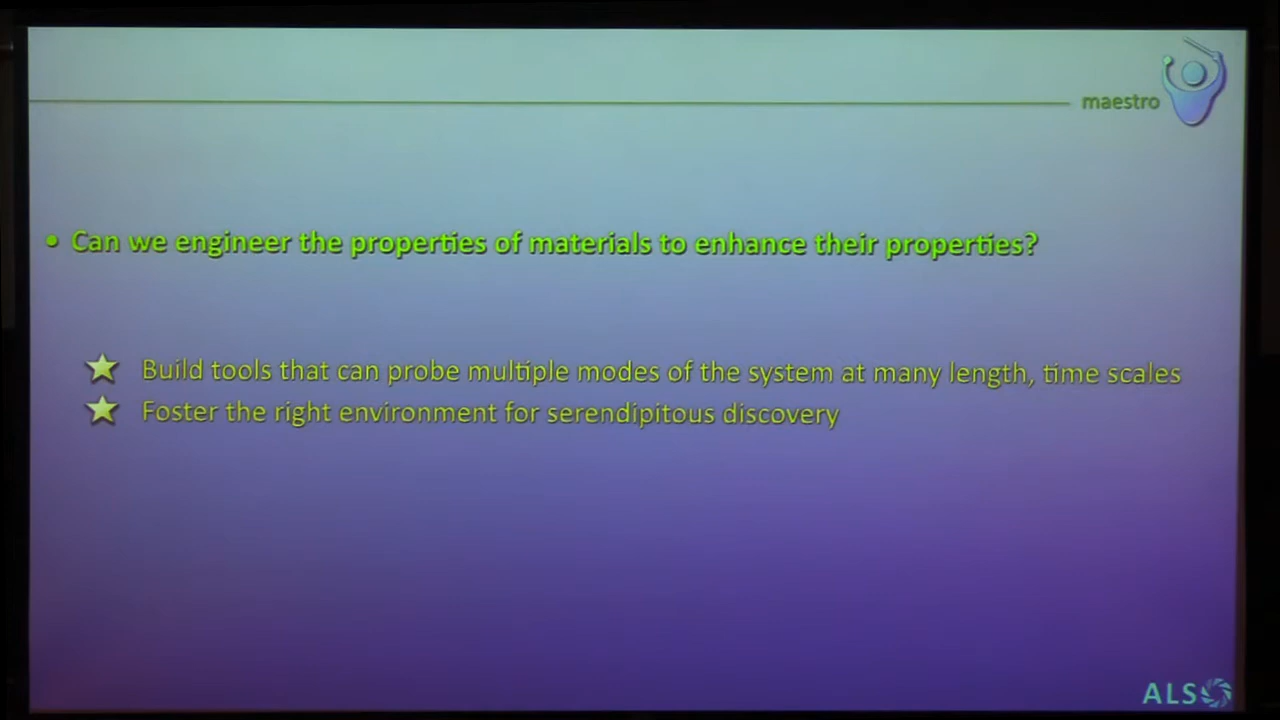 maestro
• Can we engineer the properties of materials to enhance their properties?
Build tools that can probe multiple modes of the system at many length, time scales
Foster the right environment for serendipitous discovery
ALS